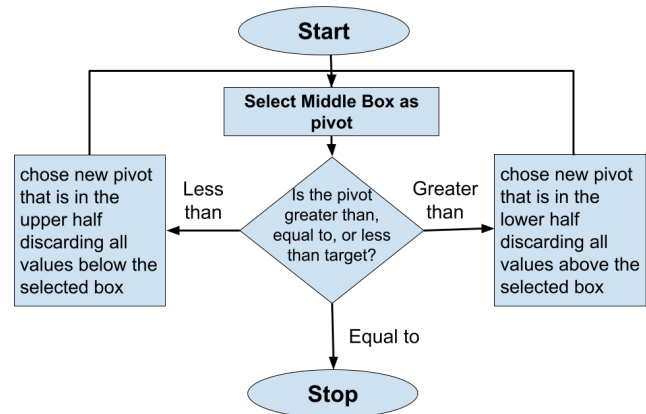 Start
Select Middle Box as
pivot
chose new pivot
that is in the
upper half
discarding all
values below the
selected box
Less
than
Is the pivot
greater than,
equal to, or less
than target?
Greater
than
chose new pivot
that is in the
lower half
discarding all
values above the
selected box
Equal to
Stop